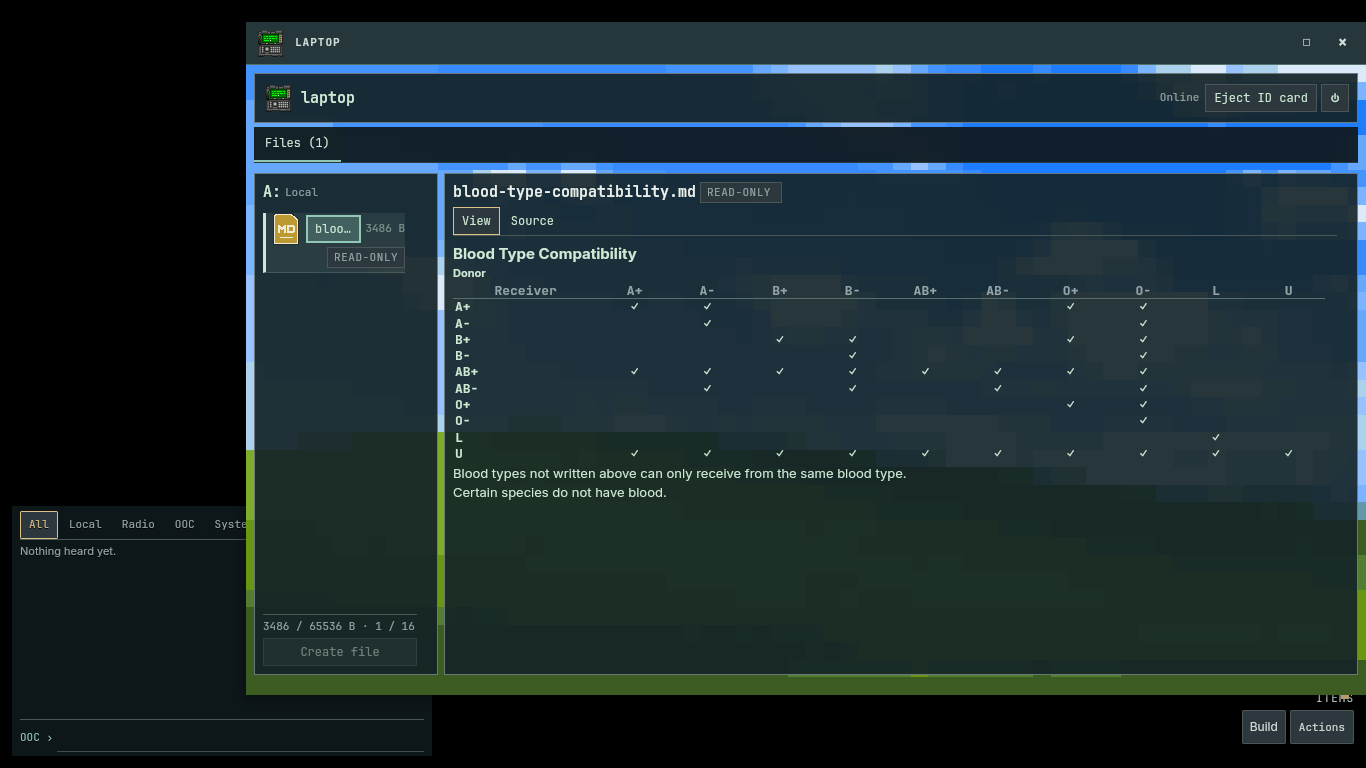 LAPTOP
laptop
Online
Eject ID card
Files (1)
A: Local
MD
bloo…
3486 B
READ-ONLY
3486 / 65536 B · 1 / 16
Create file
blood-type-compatibility.md
READ-ONLY
View
Source
Blood Type Compatibility
Donor
Receiver A+ A- B+ B- AB+ AB- O+ O- L U
A+ ✓ ✓ ✓ ✓
A- ✓ ✓
B+ ✓ ✓ ✓ ✓
B- ✓ ✓
AB+ ✓ ✓ ✓ ✓ ✓ ✓ ✓ ✓
AB- ✓ ✓ ✓ ✓
O+ ✓ ✓
O- ✓
L ✓
U ✓ ✓ ✓ ✓ ✓ ✓ ✓ ✓ ✓ ✓
Blood types not written above can only receive from the same blood type.
Certain species do not have blood.
All Local Radio OOC Syste
Nothing heard yet.
OOC ›
ITEMS
Build
Actions